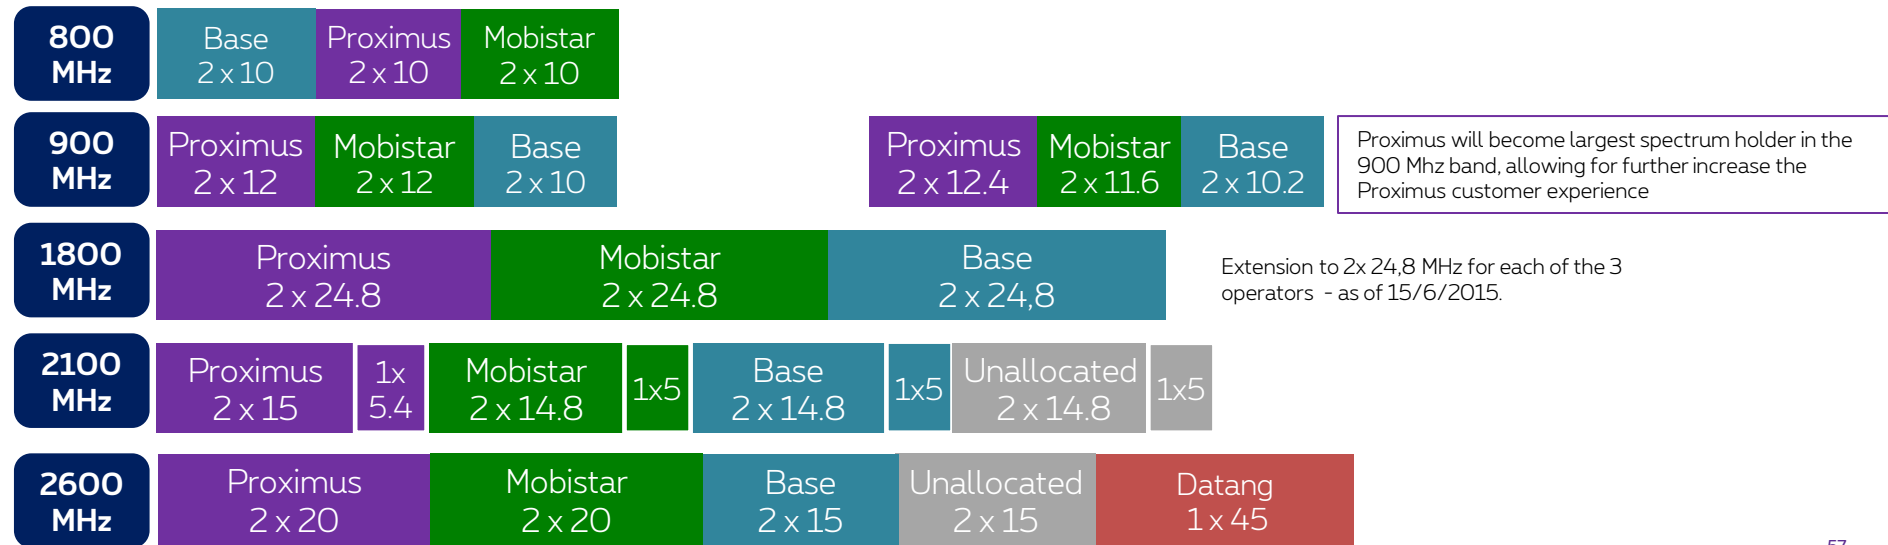 800
MHz
Base
2 x 10
Proximus
2 x 10
Mobistar
2 x 10
900
MHz
Proximus
2 x 12
Mobistar
2 x 12
Base
2 x 10
Proximus
2 x 12.4
Mobistar
2 x 11.6
Base
2 x 10.2
Proximus will become largest spectrum holder in the
900 Mhz band, allowing for further increase the
Proximus customer experience
1800
MHz
Proximus
2 x 24.8
Mobistar
2 x 24.8
Base
2 x 24,8
Extension to 2x 24,8 MHz for each of the 3
operators - as of 15/6/2015.
2100
MHz
Proximus
2 x 15
1x
5.4
Mobistar
2 x 14.8
1x5
Base
2 x 14.8
1x5
Unallocated
2 x 14.8
1x5
2600
MHz
Proximus
2 x 20
Mobistar
2 x 20
Base
2 x 15
Unallocated
2 x 15
Datang
1 x 45
57